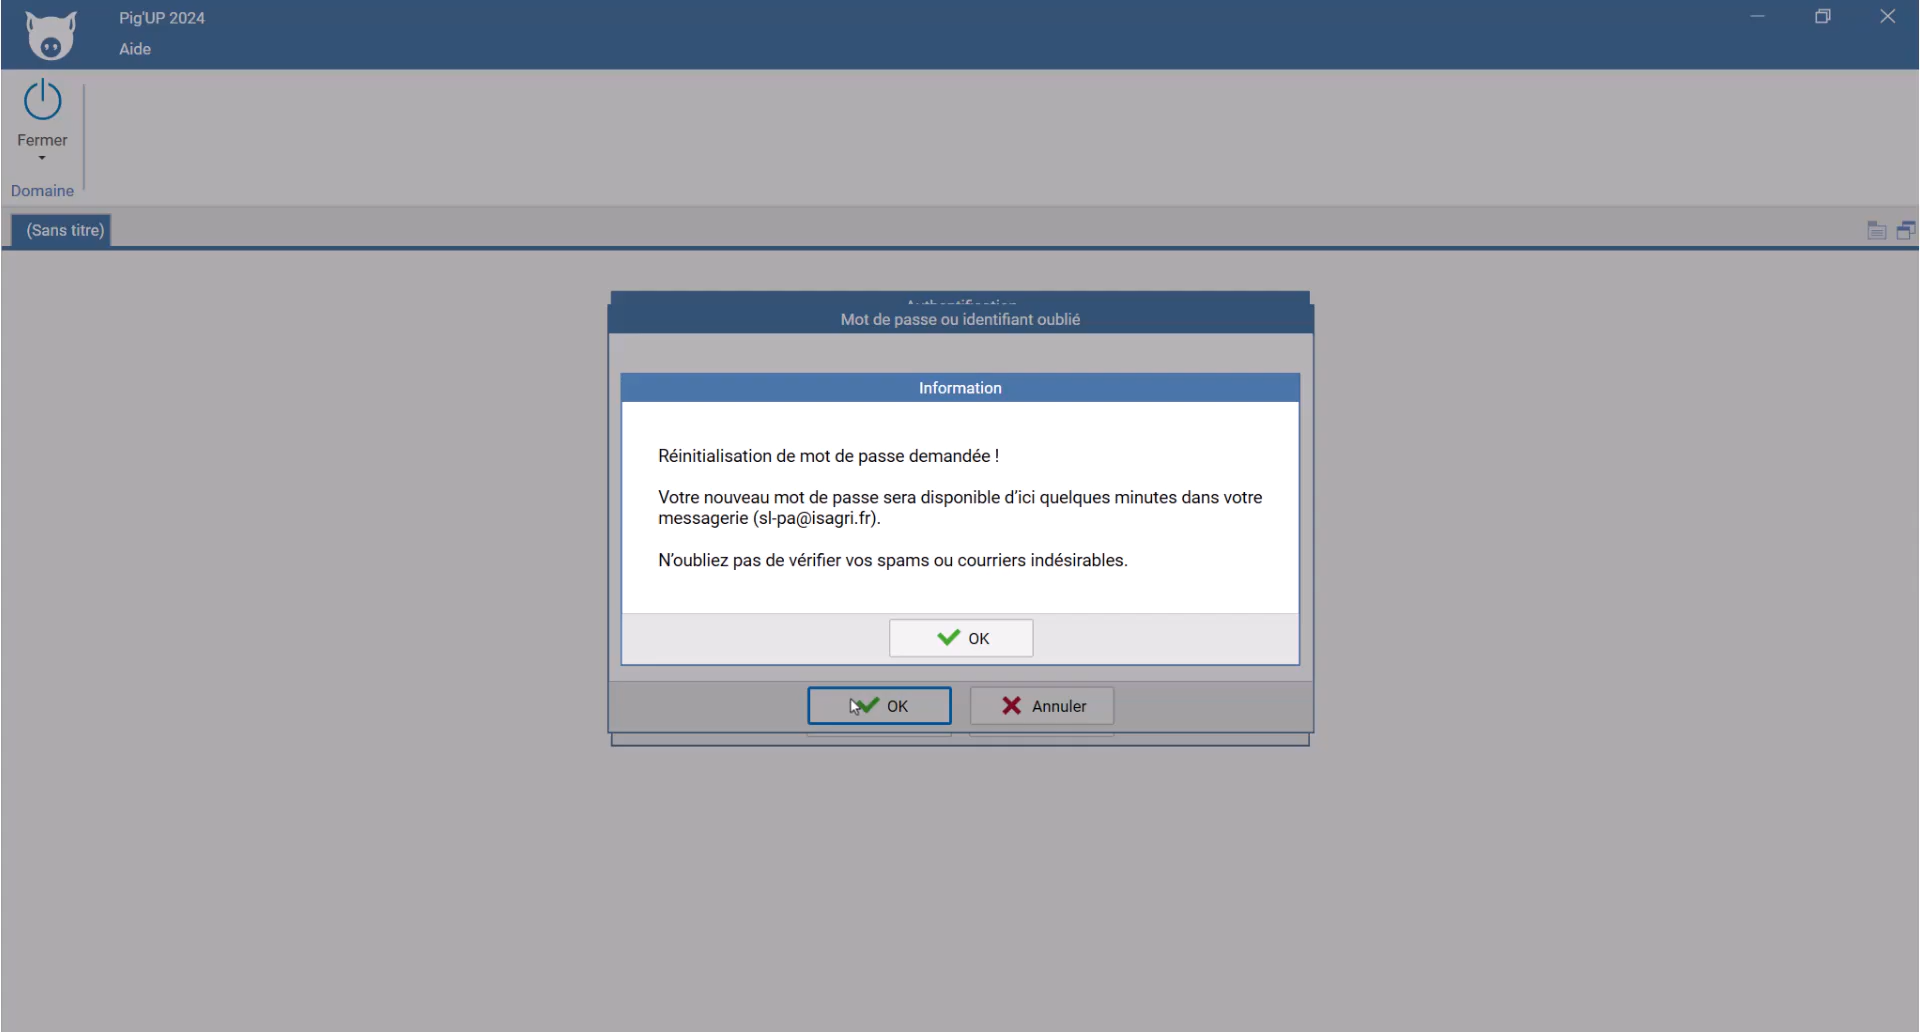 Pig'UP 2024
Aide
Fermer
Domaine
(Sans titre)
Authentification
Mot de passe ou identifiant oublié
Information
Réinitialisation de mot de passe demandée !
Votre nouveau mot de passe sera disponible d'ici quelques minutes dans votre
messagerie (sl-pa@isagri.fr).
N'oubliez pas de vérifier vos spams ou courriers indésirables.
OK
OK
Annuler